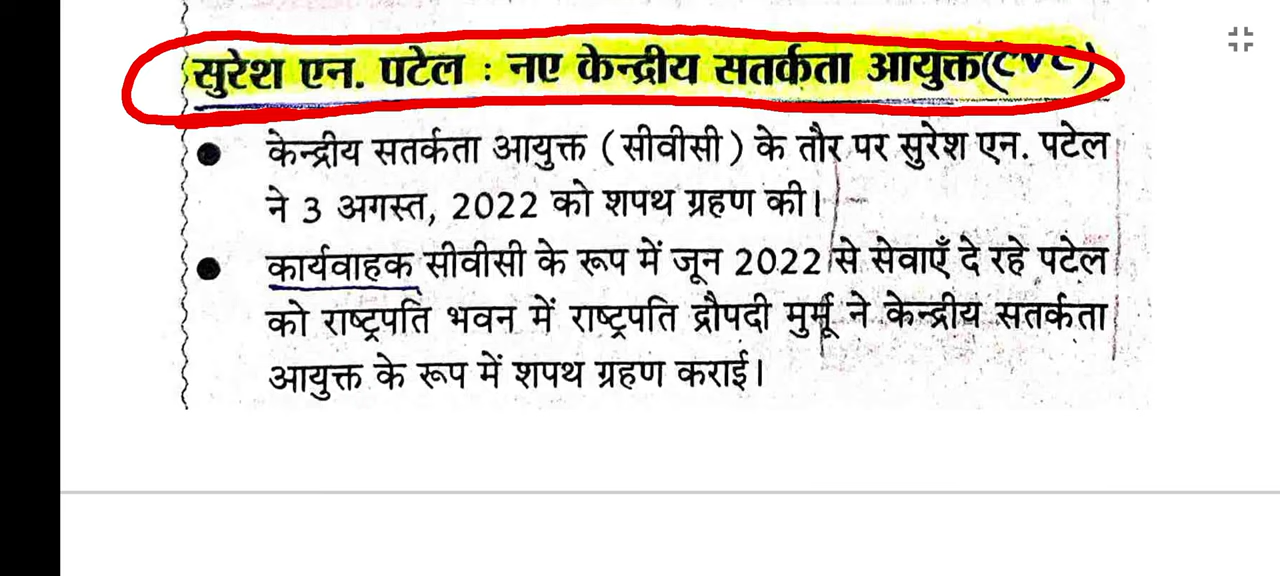 सुरेश एन. पटेल : नए केन्द्रीय सतर्कता आयुक्त(CVC)
● केन्द्रीय सतर्कता आयुक्त (सीवीसी) के तौर पर सुरेश एन. पटेल
ने 3 अगस्त, 2022 को शपथ ग्रहण की।
● कार्यवाहक सीवीसी के रूप में जून 2022 से सेवाएँ दे रहे पटेल
को राष्ट्रपति भवन में राष्ट्रपति द्रौपदी मुर्मू ने केन्द्रीय सतर्कता
आयुक्त के रूप में शपथ ग्रहण कराई।